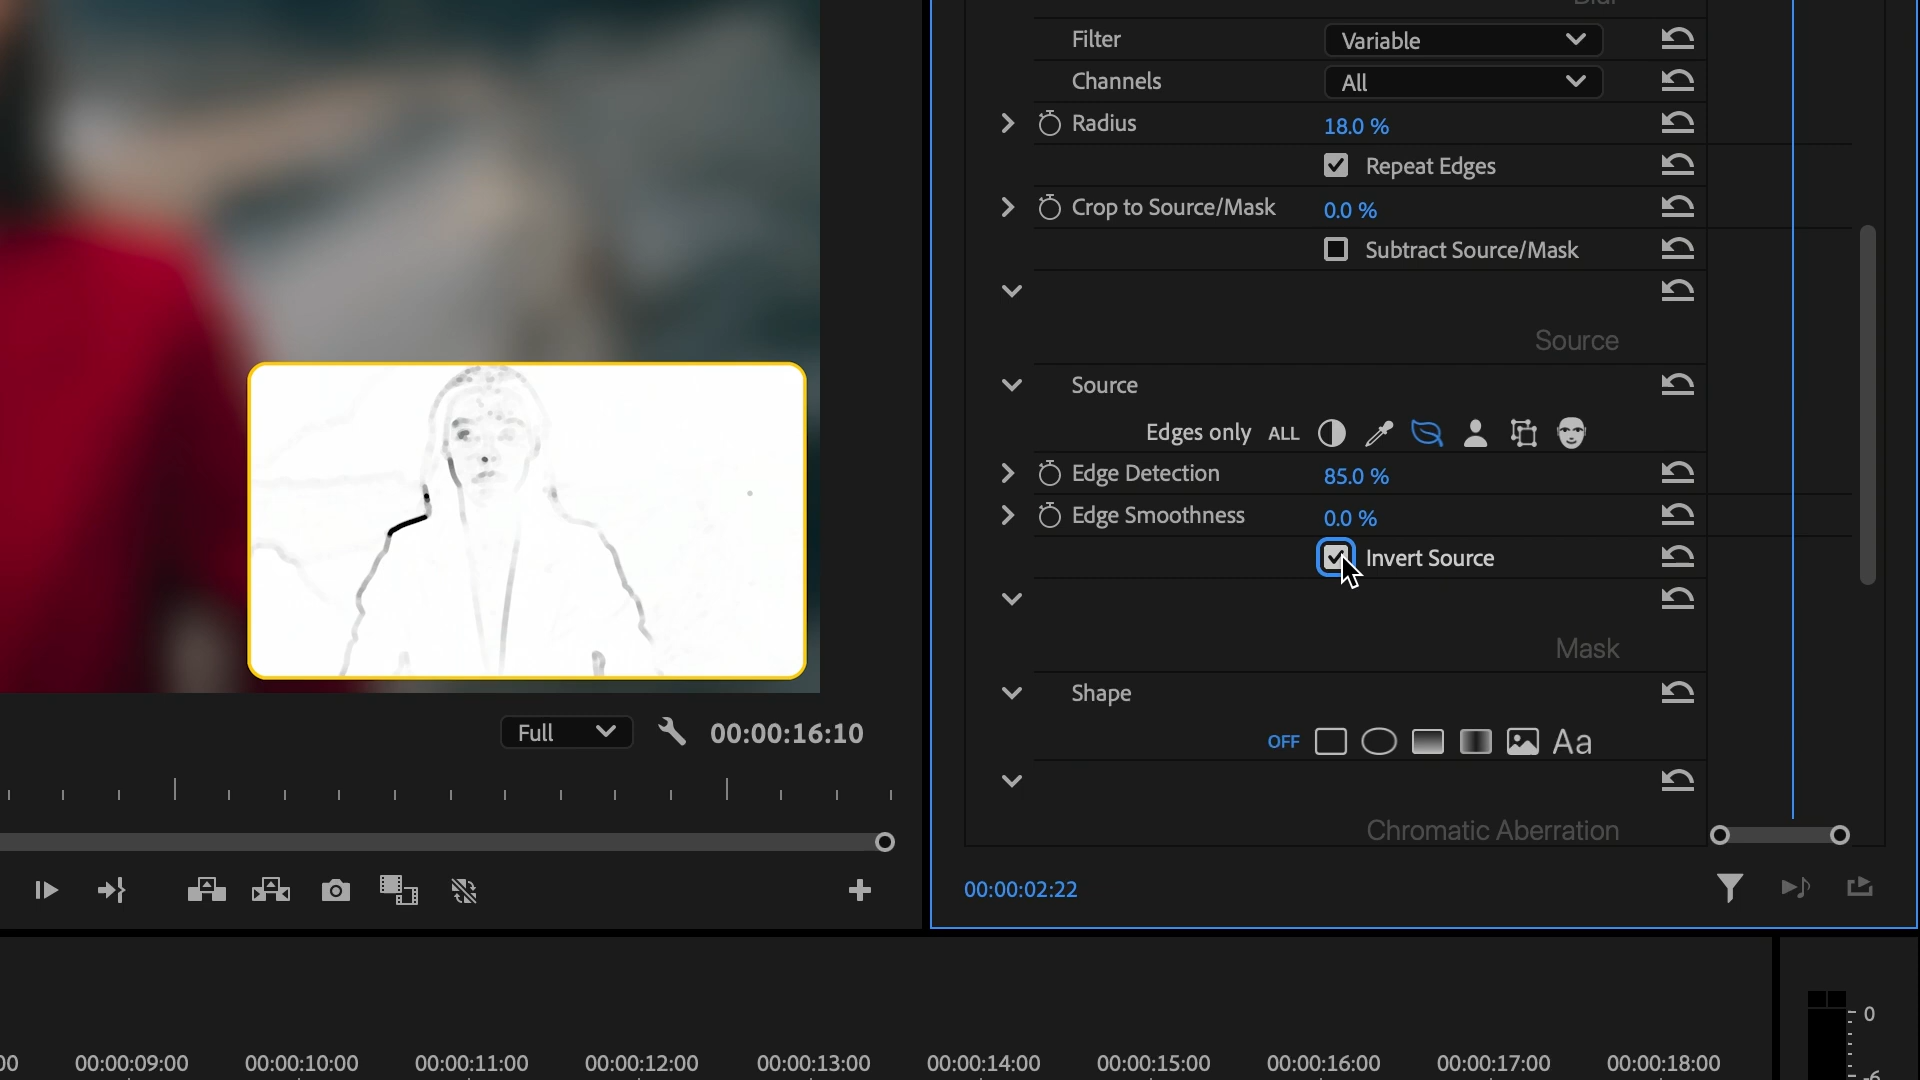 Filter Variable
Channels All
Radius 18.0 %
Repeat Edges
Crop to Source/Mask 0.0 %
Subtract Source/Mask
Source
Source
Edges only ALL
Edge Detection 85.0 %
Edge Smoothness 0.0 %
Invert Source
Mask
Shape
OFF Aa
Chromatic Aberration
Full 00:00:16:10
00:00:02:22
0
00:00:09:00 00:00:10:00 00:00:11:00 00:00:12:00 00:00:13:00 00:00:14:00 00:00:15:00 00:00:16:00 00:00:17:00 00:00:18:00